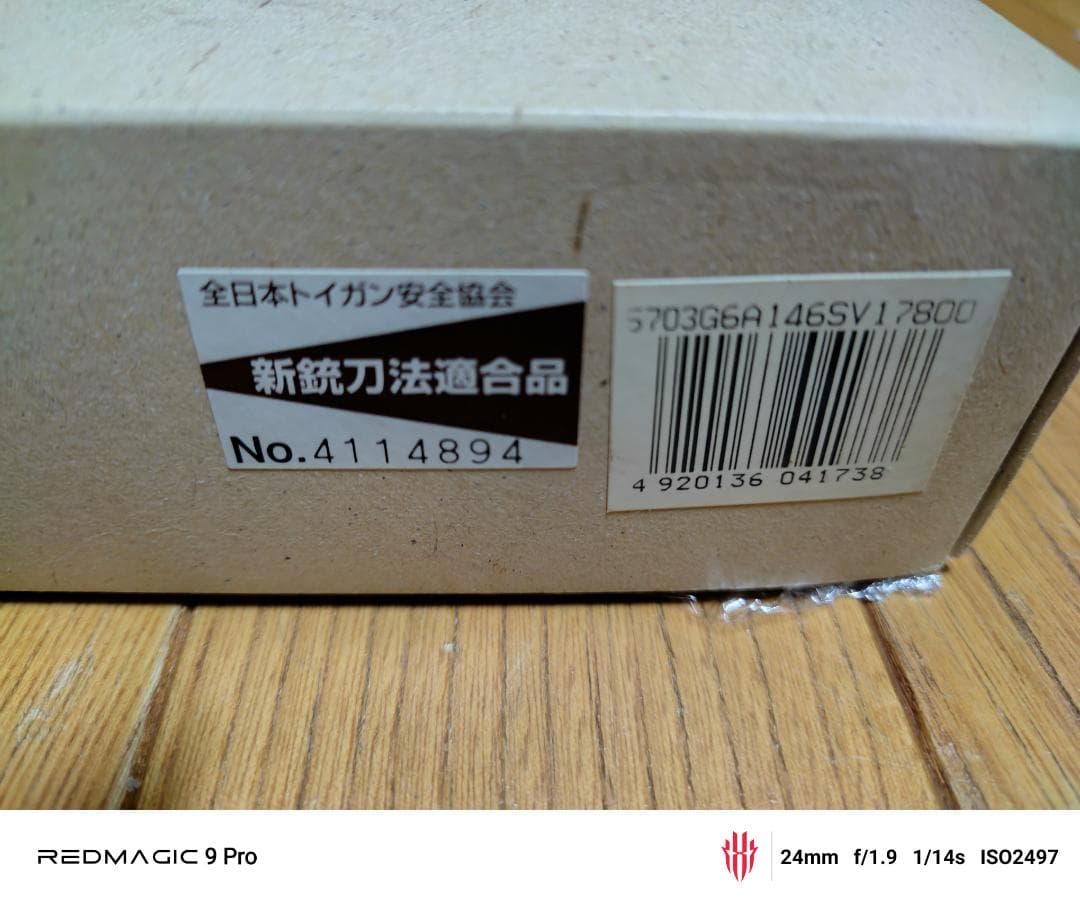 全日本トイガン安全協会
新銃刀法適合品
No.4114894
5703G6A146SV17800
4 920136 041738
REDMAGIC 9 Pro
24mm f/1.9 1/14s ISO2497